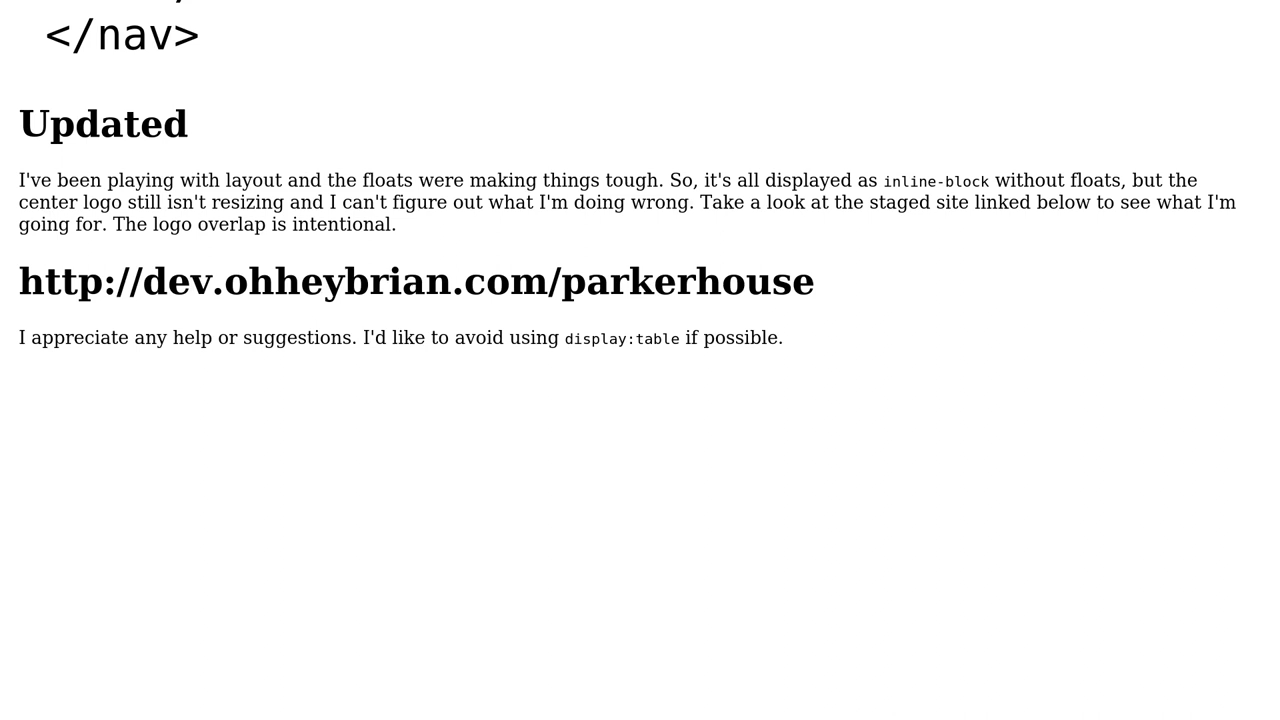 </nav>
Updated
I've been playing with layout and the floats were making things tough. So, it's all displayed as inline-block without floats, but the
center logo still isn't resizing and I can't figure out what I'm doing wrong. Take a look at the staged site linked below to see what I'm
going for. The logo overlap is intentional.
http://dev.ohheybrian.com/parkerhouse
I appreciate any help or suggestions. I'd like to avoid using display:table if possible.